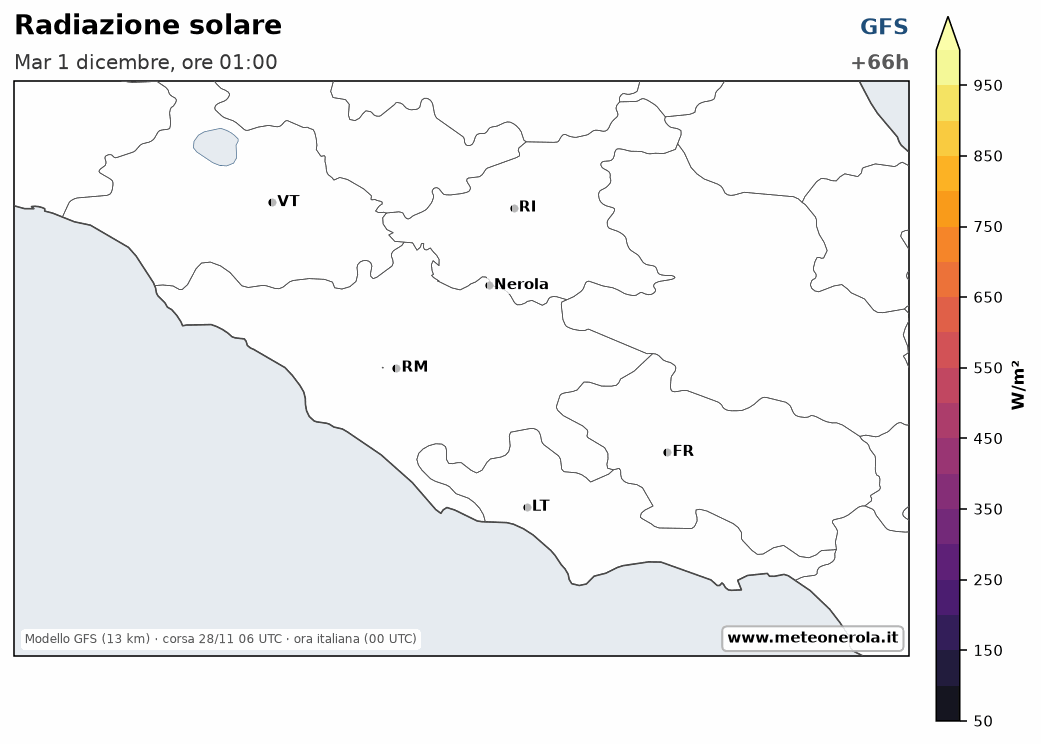 Radiazione solare
GFS
Mar 1 dicembre, ore 01:00
+66h
950
850
750
650
550
450
350
250
150
50
W/m²
VT
RI
Nerola
RM
FR
LT
Modello GFS (13 km) · corsa 28/11 06 UTC · ora italiana (00 UTC)
www.meteonerola.it